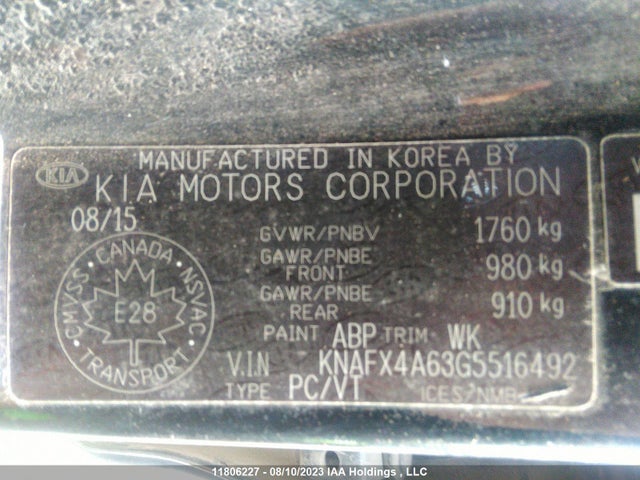 MANUFACTURED IN KOREA BY
KIA KIA MOTORS CORPORATION
08/15
GVWR/PNBV 1760 kg
GAWR/PNBE FRONT 980 kg
GAWR/PNBE REAR 910 kg
PAINT ABP TRIM WK
V.I.N KNAFX4A63G5516492
TYPE PC/VT ICES/NMB-
CANADA
CMVSS NSVAC
E28
TRANSPORT
11806227 - 08/10/2023 IAA Holdings , LLC